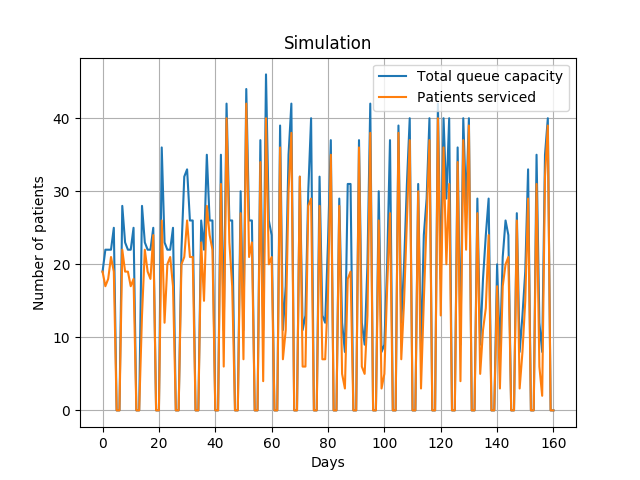 Simulation
Total queue capacity
Patients serviced
Number of patients
40
30
20
10
0
0 20 40 60 80 100 120 140 160
Days